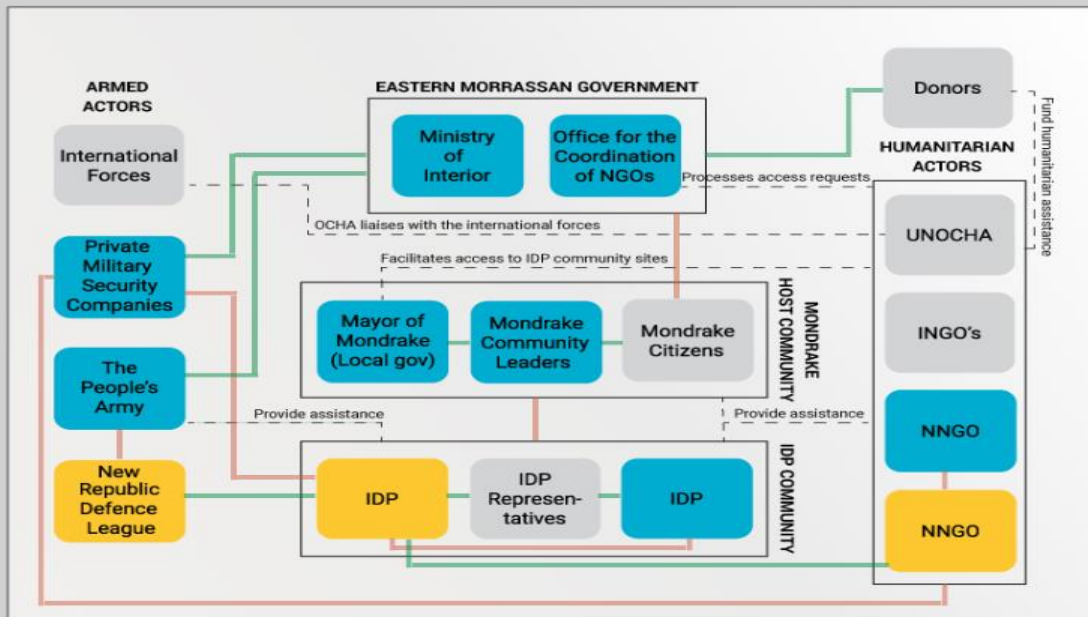 ARMED
ACTORS
International
Forces
Private
Military
Security
Companies
The
People's
Army
New
Republic
Defence
League
EASTERN MORRASSAN GOVERNMENT
Ministry
of
Interior
Office for the
Coordination
of NGOs
Processes access requests
OCHA liaises with the international forces
Facilitates access to IDP community sites
Mayor of
Mondrake
(Local gov)
Mondrake
Community
Leaders
Mondrake
Citizens
MONDRAKE
HOST COMMUNITY
Provide assistance
Provide assistance
IDP
IDP
Represen-
tatives
IDP
IDP COMMUNITY
Donors
Fund humanitarian assistance
HUMANITARIAN
ACTORS
UNOCHA
INGO's
NNGO
NNGO